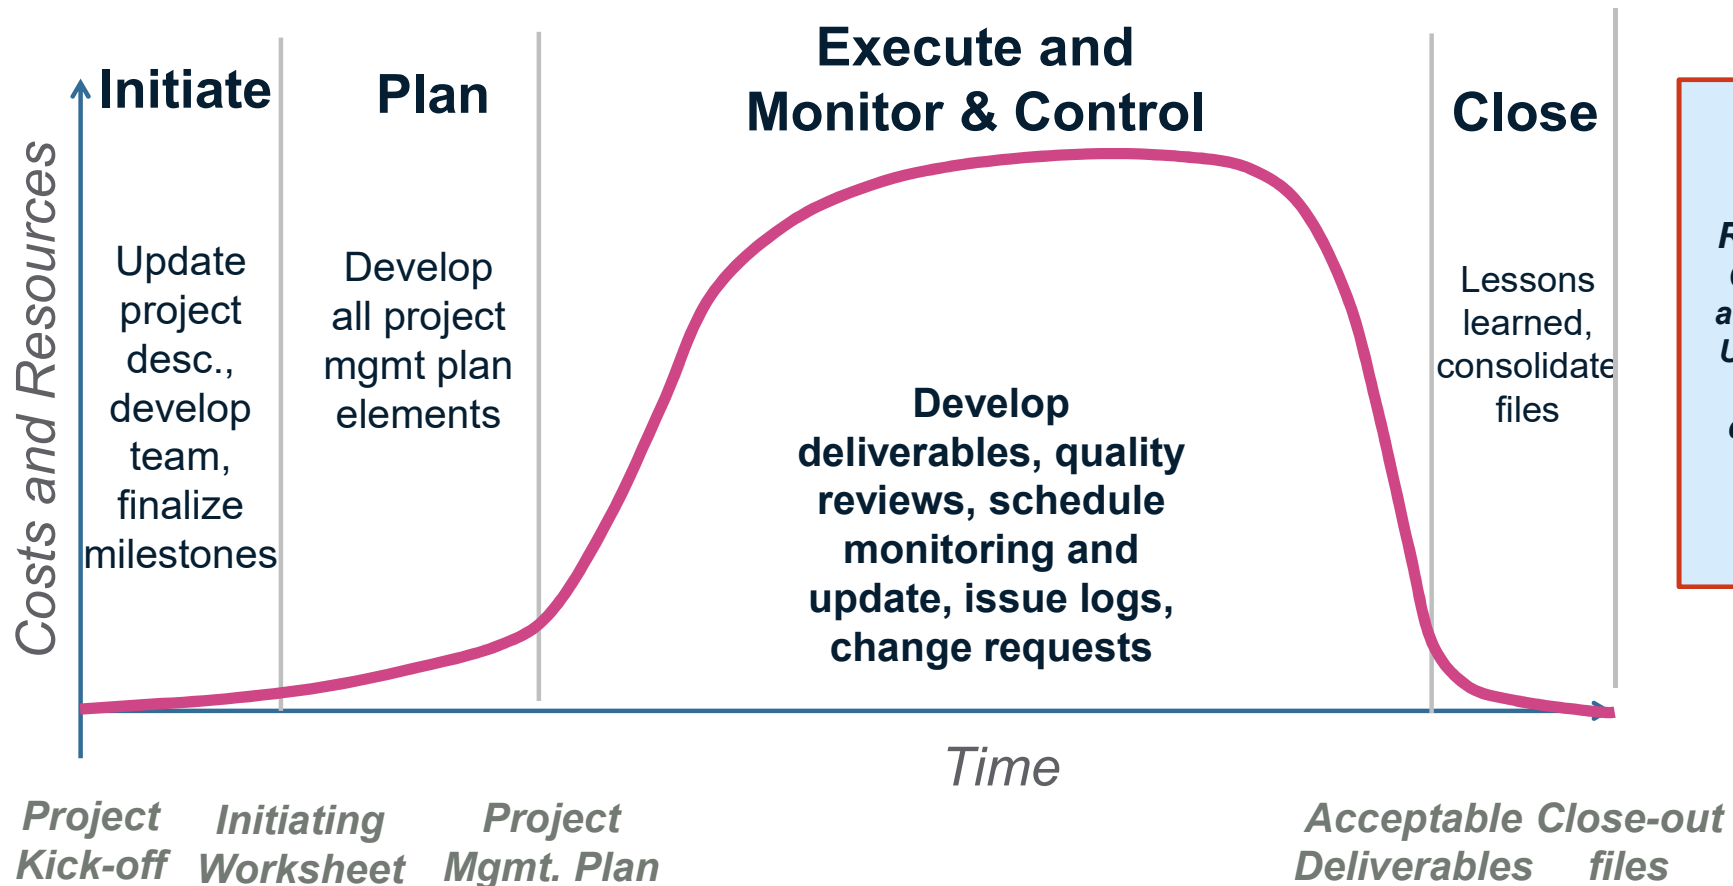 Initiate
Plan
Execute and
Monitor & Control
Close
Costs and Resources
Update
project
desc.,
develop
team,
finalize
milestones
Develop
all project
mgmt plan
elements
Develop
deliverables, quality
reviews, schedule
monitoring and
update, issue logs,
change requests
Lessons
learned,
consolidate
files
Time
Project
Kick-off
Initiating
Worksheet
Project
Mgmt. Plan
Acceptable
Deliverables
Close-out
files